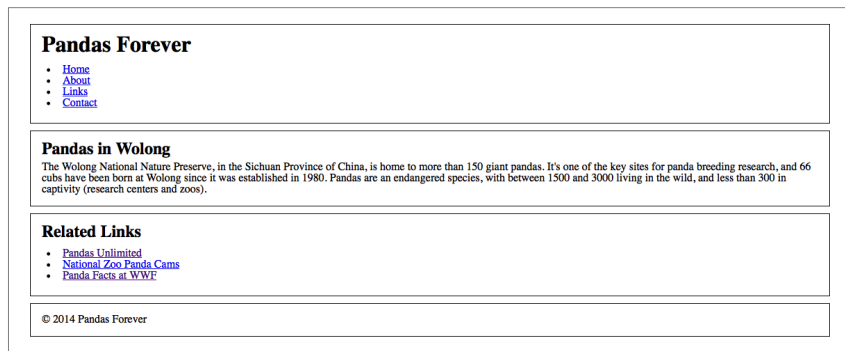 Pandas Forever
Home
About
Links
Contact
Pandas in Wolong
The Wolong National Nature Preserve, in the Sichuan Province of China, is home to more than 150 giant pandas. It's one of the key sites for panda breeding research, and 66
cubs have been born at Wolong since it was established in 1980. Pandas are an endangered species, with between 1500 and 3000 living in the wild, and less than 300 in
captivity (research centers and zoos).
Related Links
Pandas Unlimited
National Zoo Panda Cams
Panda Facts at WWF
© 2014 Pandas Forever